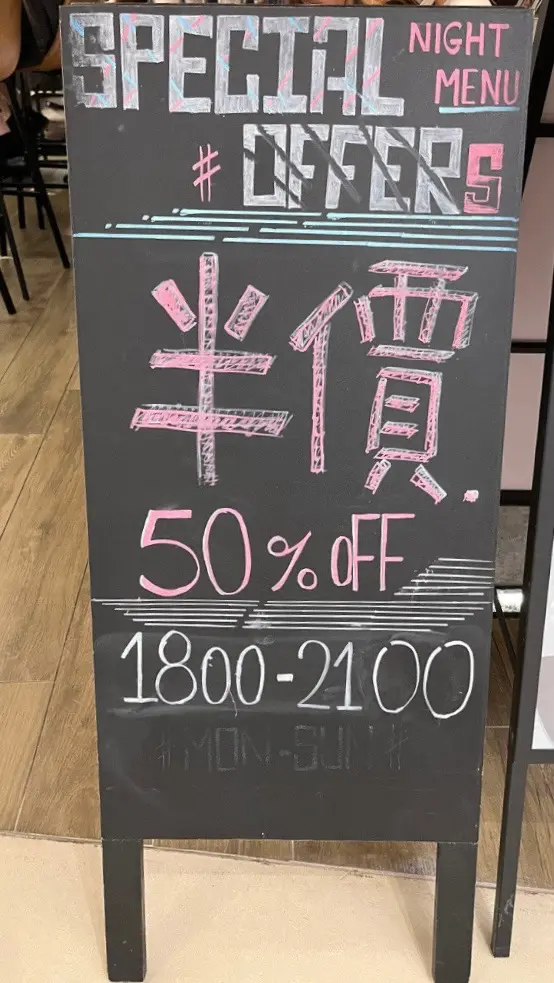 SPECIAL NIGHT MENU
# OFFERS
半價.
50% OFF
1800-2100
#MON-SUN#